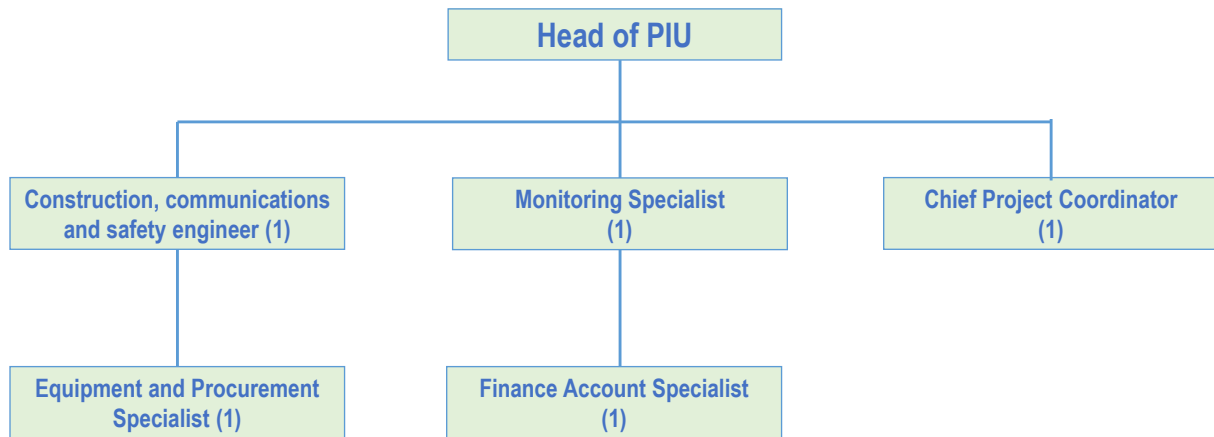 Head of PIU
Construction, communications
and safety engineer (1)
Monitoring Specialist
(1)
Chief Project Coordinator
(1)
Equipment and Procurement
Specialist (1)
Finance Account Specialist
(1)